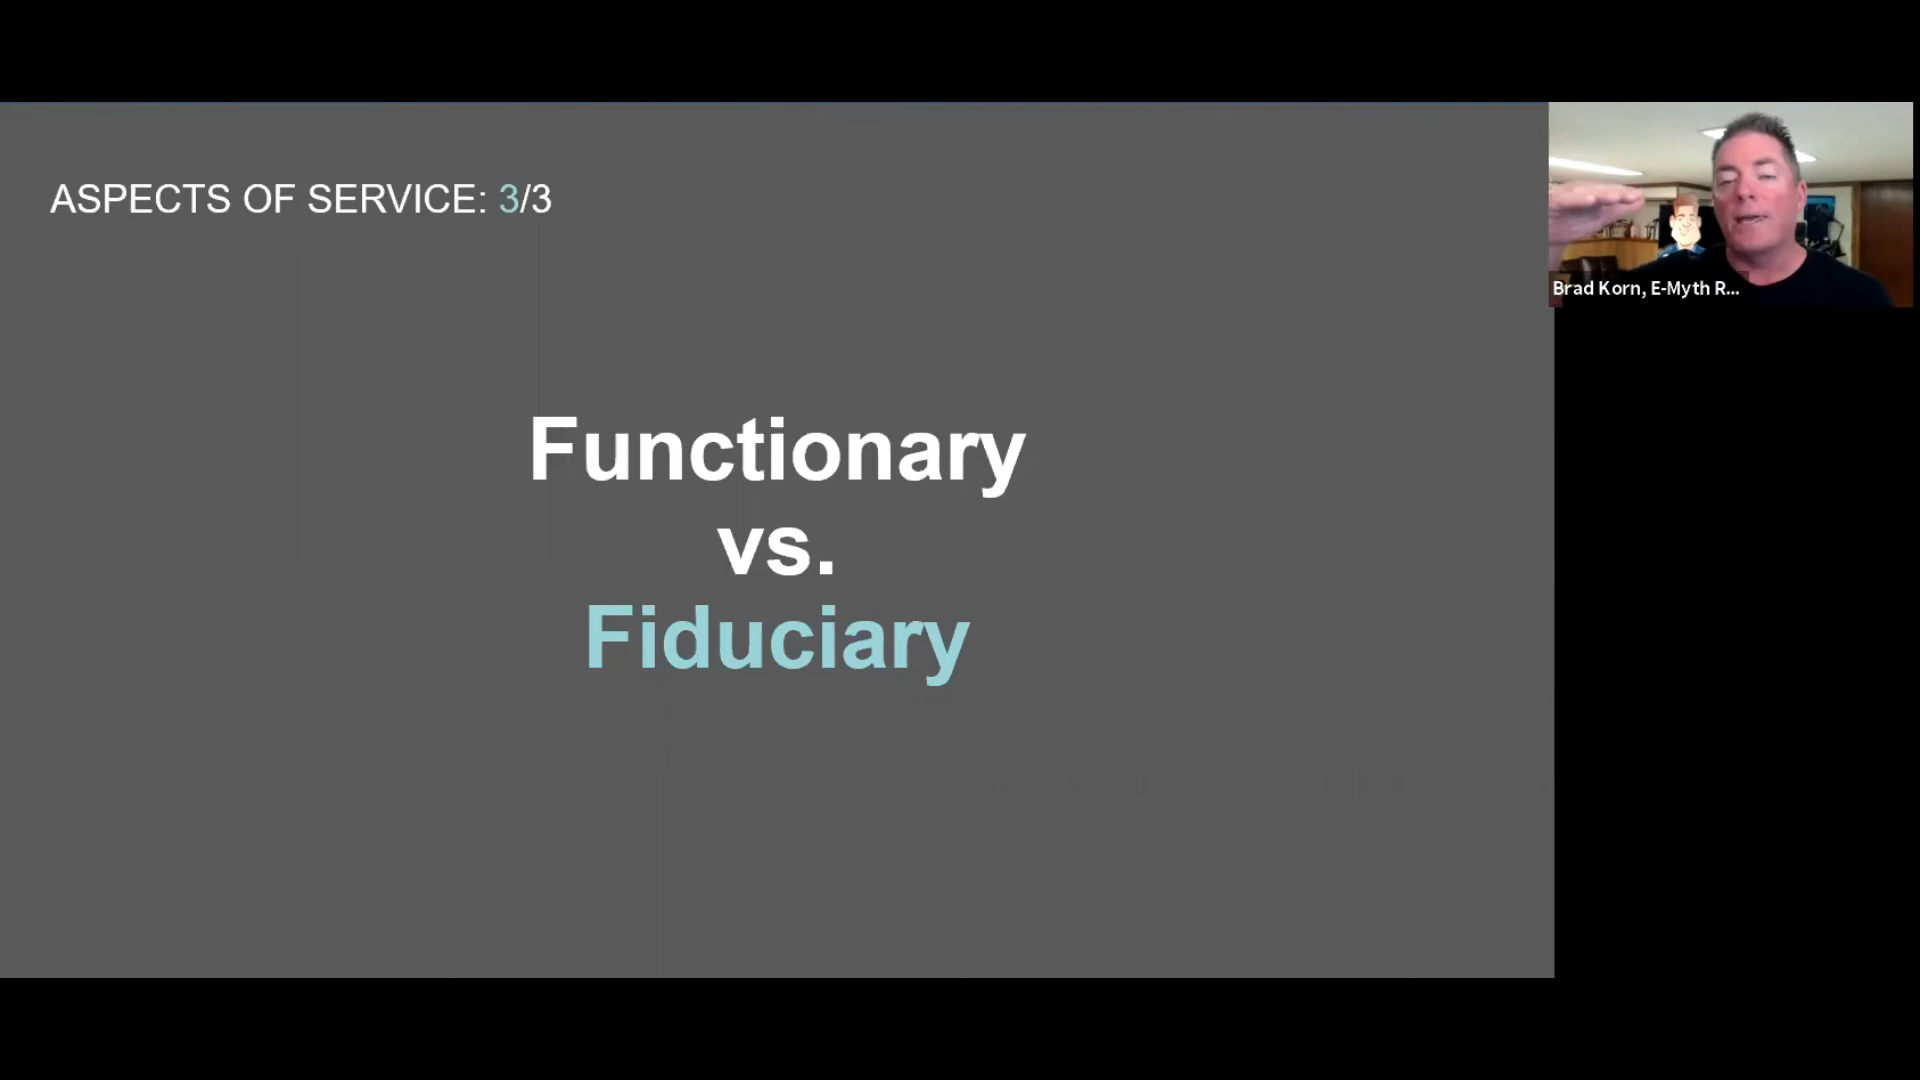 ASPECTS OF SERVICE: 3/3
Brad Korn, E-Myth R...
Functionary
vs.
Fiduciary